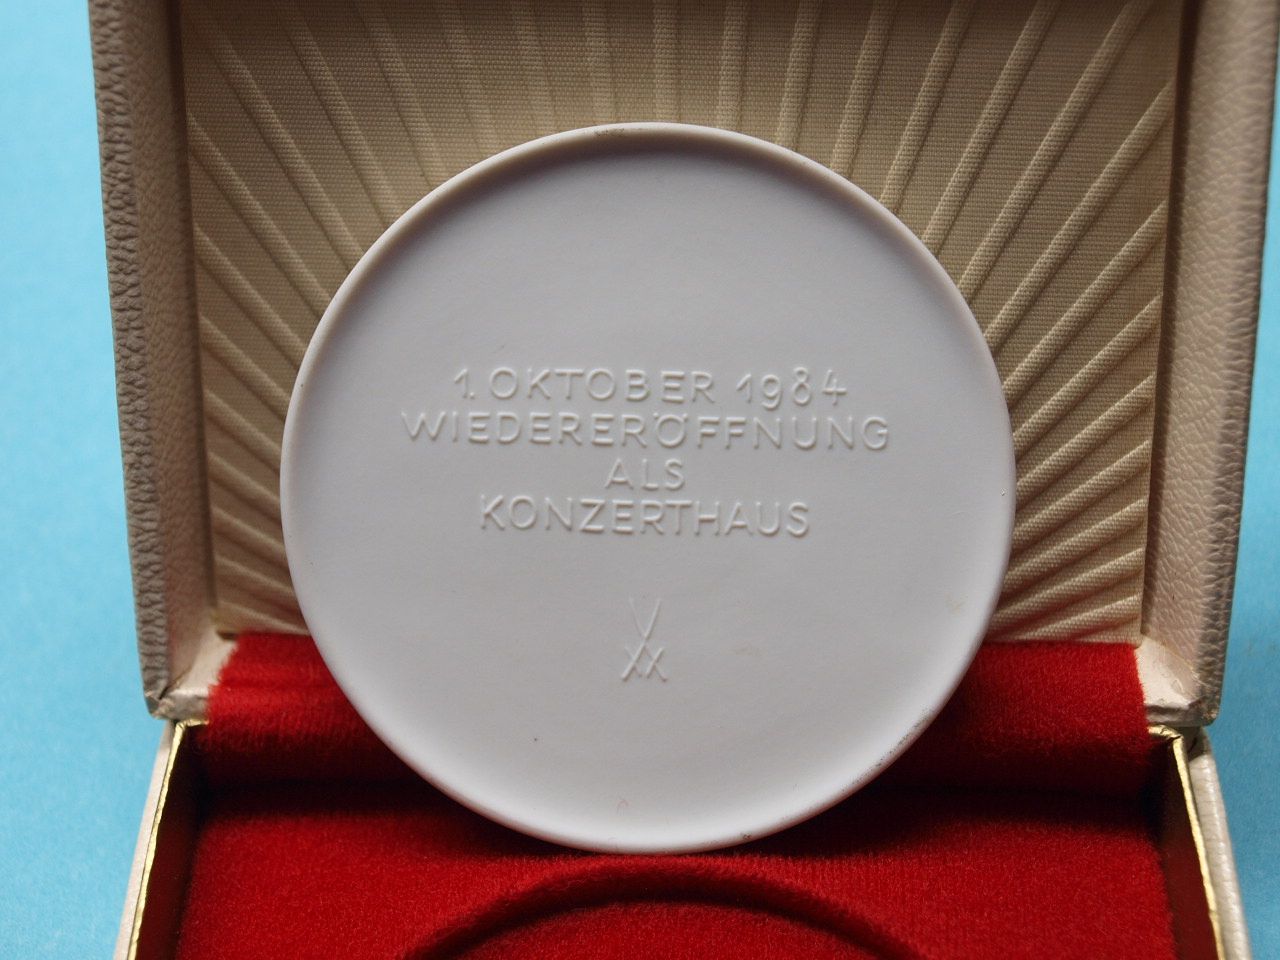 1. OKTOBER 1984
WIEDERERÖFFNUNG
ALS
KONZERTHAUS